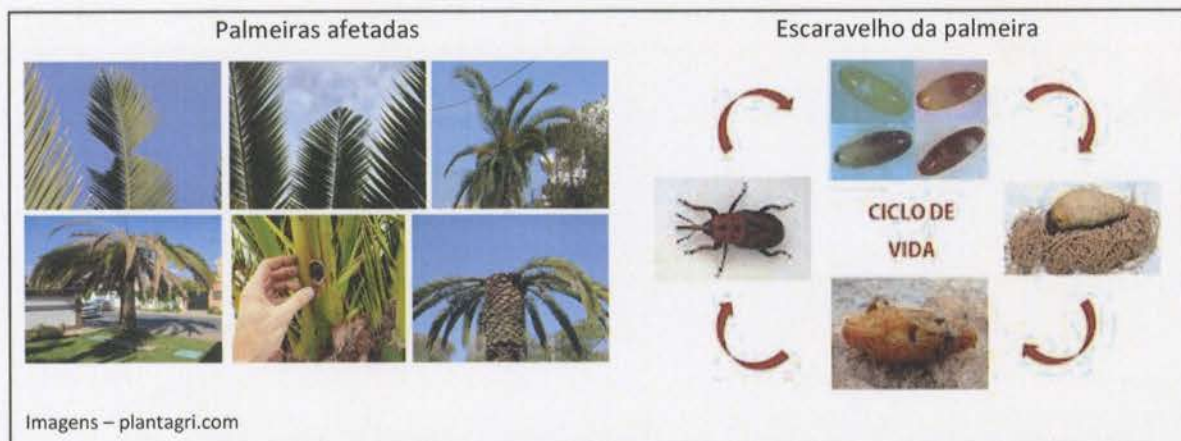 Palmeiras afetadas
Escaravelho da palmeira
CICLO DE
VIDA
Imagens – plantagri.com